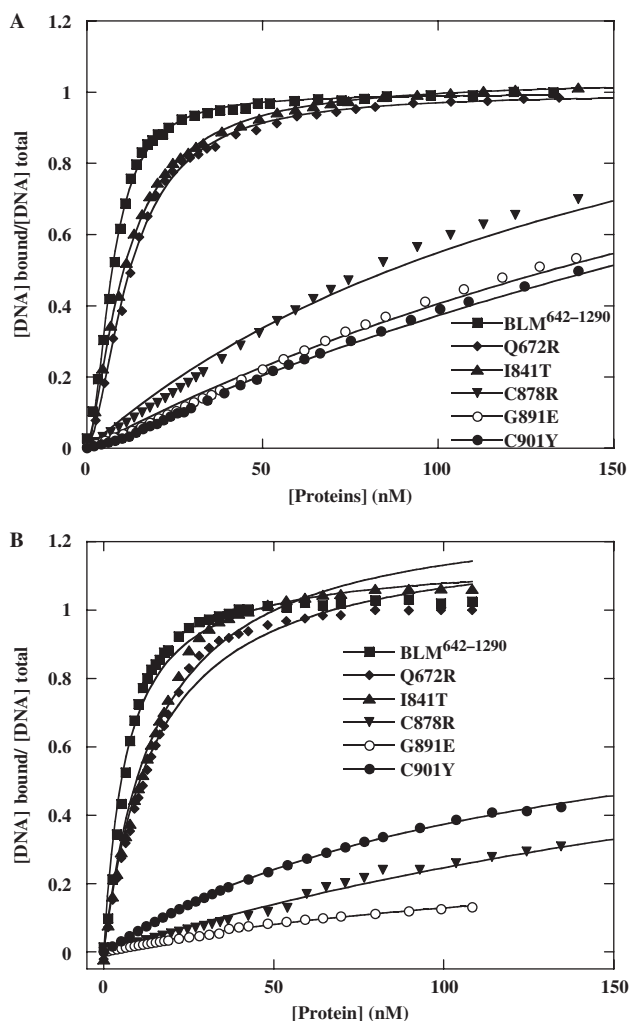 A
1.2
1
0.8
0.6
0.4
0.2
0
[DNA] bound/[DNA] total
BLM642–1290
Q672R
I841T
C878R
G891E
C901Y
0 50 100 150
[Proteins] (nM)
B
1.2
1
0.8
0.6
0.4
0.2
0
[DNA] bound/ [DNA] total
BLM642–1290
Q672R
I841T
C878R
G891E
C901Y
0 50 100 150
[Protein] (nM)